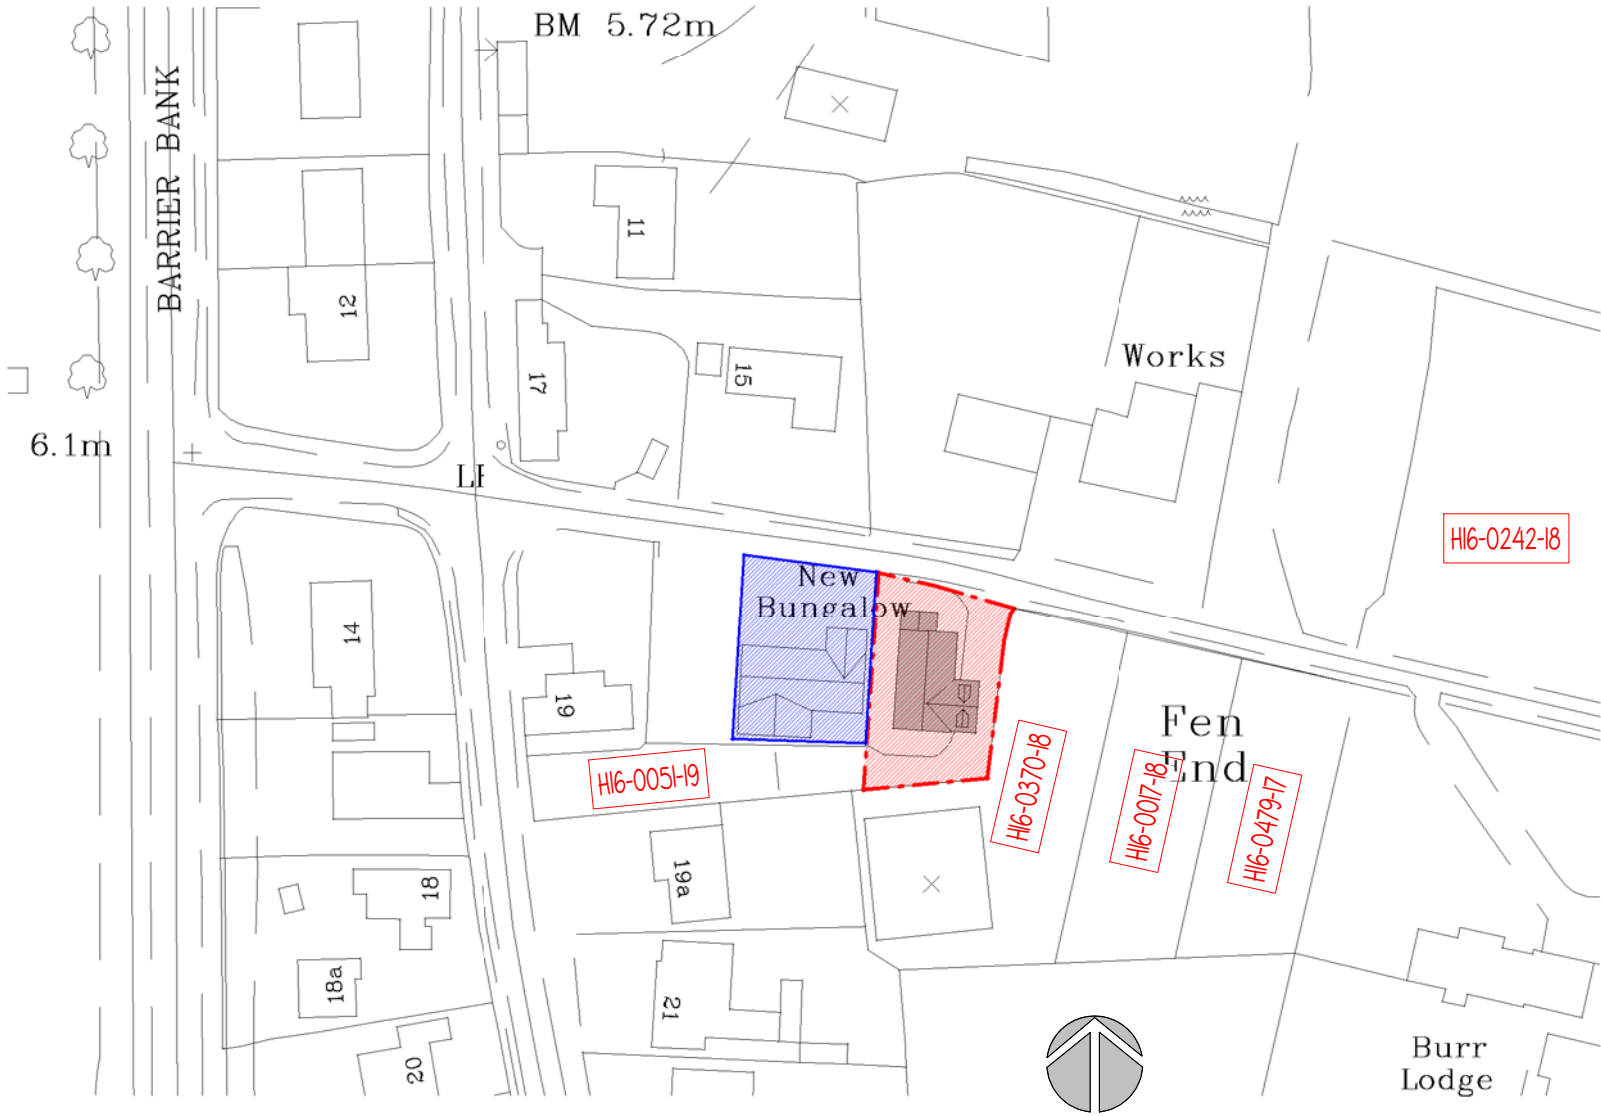 BM 5.72m
BARRIER BANK
11
12
Works
17
15
6.1m
H16-0242-18
New
Bungalow
14
19
Fen
End
H16-0051-19
H16-0370-18
H16-0017-18
H16-0479-17
19a
18
18a
21
Burr
Lodge
20